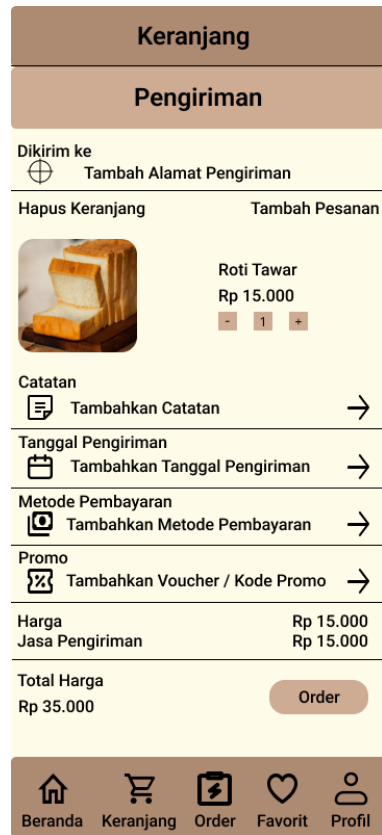 Keranjang
Pengiriman
Dikirim ke
Tambah Alamat Pengiriman
Hapus Keranjang Tambah Pesanan
Roti Tawar
Rp 15.000
- 1 +
Catatan
Tambahkan Catatan
Tanggal Pengiriman
Tambahkan Tanggal Pengiriman
Metode Pembayaran
Tambahkan Metode Pembayaran
Promo
Tambahkan Voucher / Kode Promo
Harga Rp 15.000
Jasa Pengiriman Rp 15.000
Total Harga
Rp 35.000
Order
Beranda Keranjang Order Favorit Profil